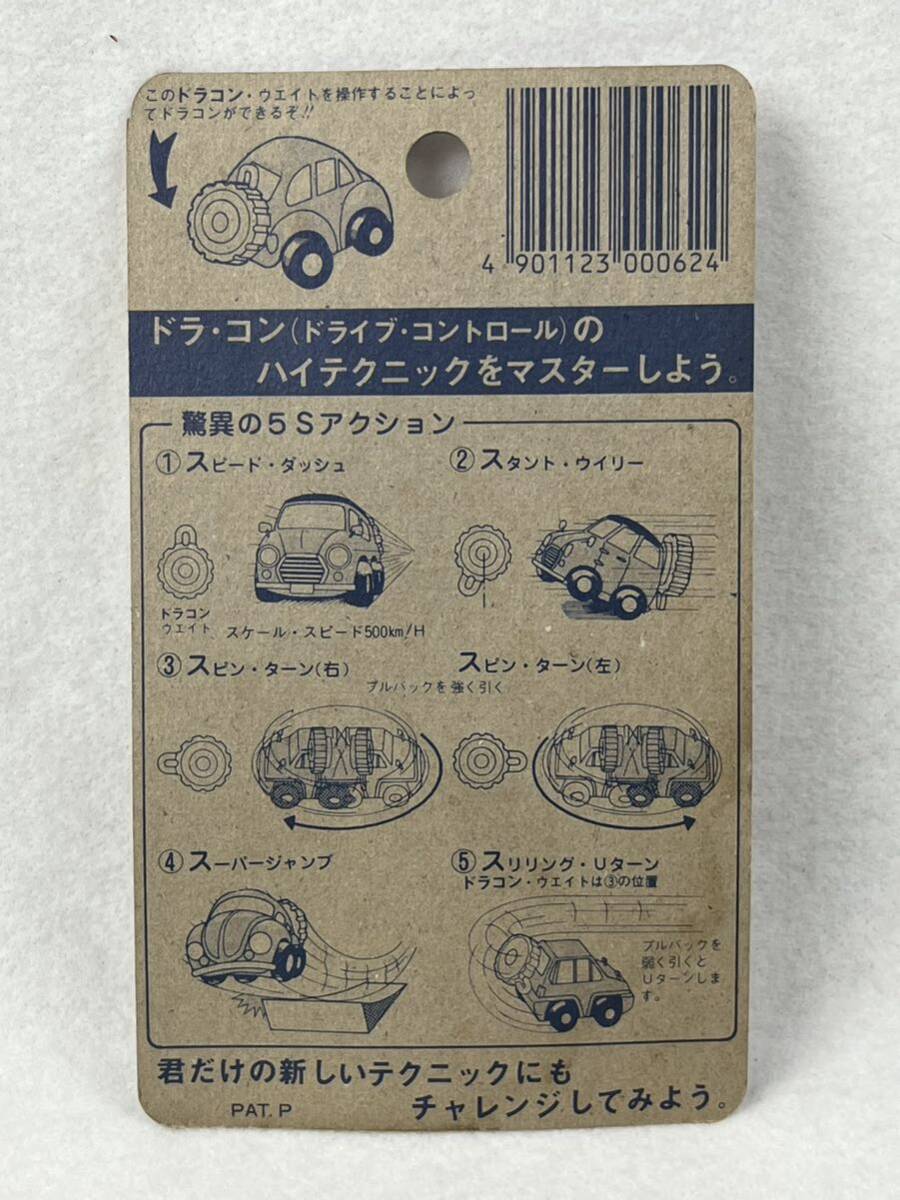 このドラコン・ウエイトを操作することによっ
てドラコンができるぞ!!
4 901123 000624
ドラ・コン(ドライブ・コントロール)の
ハイテクニックをマスターしよう。
驚異の5Sアクション
①スピード・ダッシュ
②スタント・ウイリー
ドラコン
ウエイト
スケール・スピード500km/H
③スピン・ターン(右)
スピン・ターン(左)
プルバックを強く引く
④スーパージャンプ
⑤スリリング・Uターン
ドラコン・ウエイトは③の位置
プルバックを
弱く引くと
Uターンしま
す。
君だけの新しいテクニックにも
チャレンジしてみよう。
PAT. P